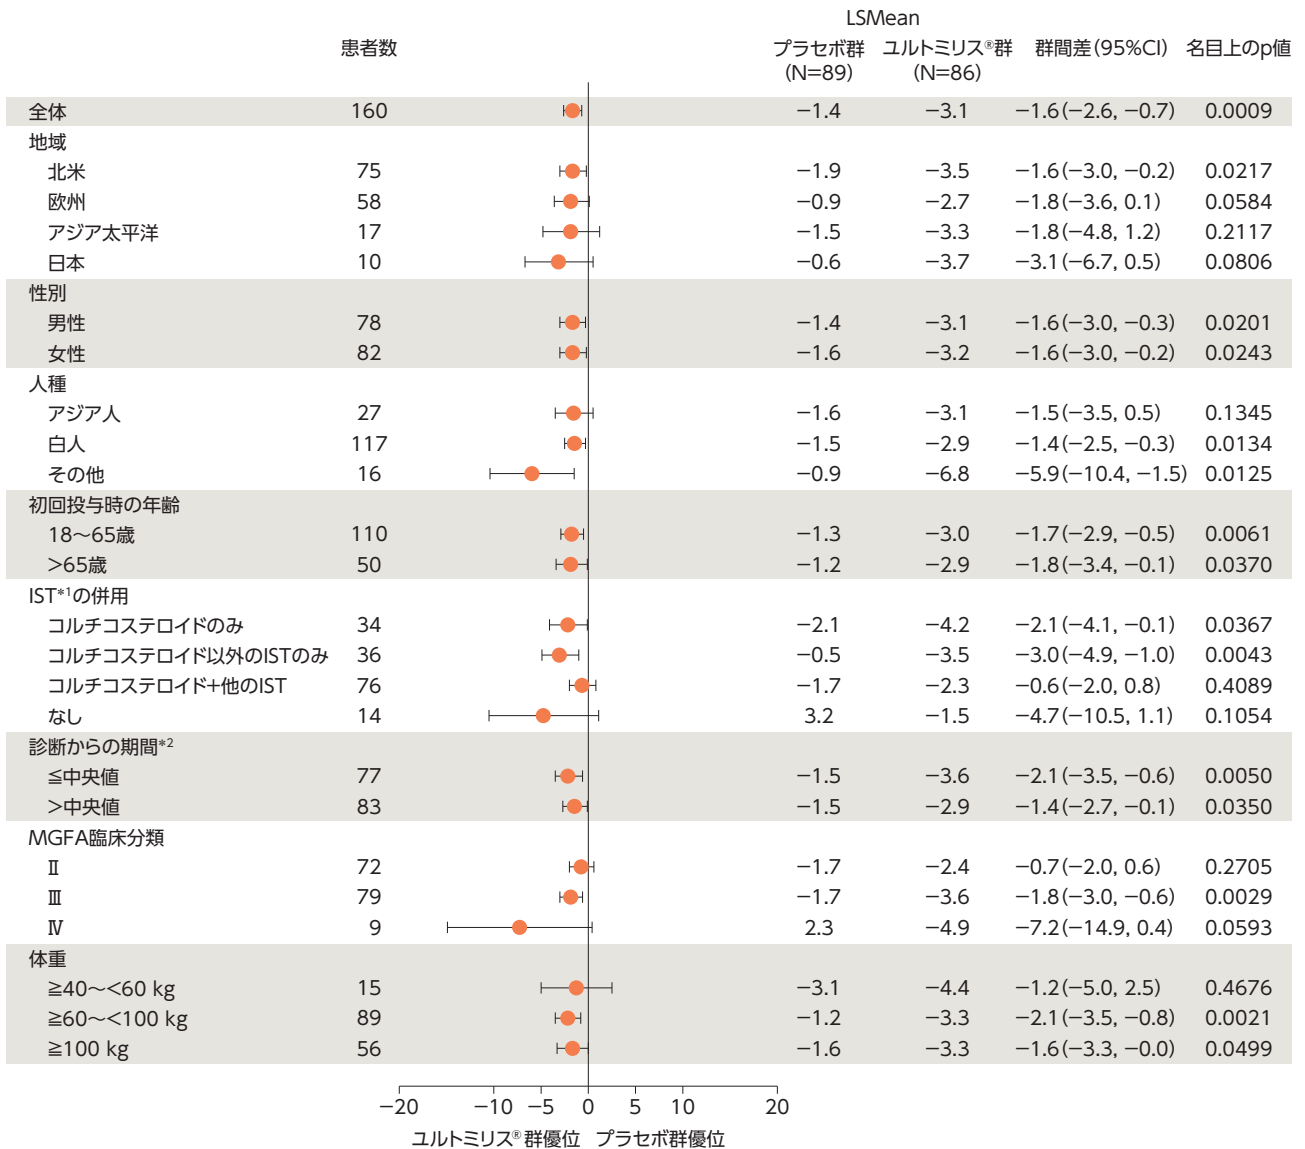 LSMean
患者数 プラセボ群 ユルトミリス®群 群間差(95%CI) 名目上のp値
(N=89) (N=86)
全体 160 −1.4 −3.1 −1.6(−2.6, −0.7) 0.0009
地域
北米 75 −1.9 −3.5 −1.6(−3.0, −0.2) 0.0217
欧州 58 −0.9 −2.7 −1.8(−3.6, 0.1) 0.0584
アジア太平洋 17 −1.5 −3.3 −1.8(−4.8, 1.2) 0.2117
日本 10 −0.6 −3.7 −3.1(−6.7, 0.5) 0.0806
性別
男性 78 −1.4 −3.1 −1.6(−3.0, −0.3) 0.0201
女性 82 −1.6 −3.2 −1.6(−3.0, −0.2) 0.0243
人種
アジア人 27 −1.6 −3.1 −1.5(−3.5, 0.5) 0.1345
白人 117 −1.5 −2.9 −1.4(−2.5, −0.3) 0.0134
その他 16 −0.9 −6.8 −5.9(−10.4, −1.5) 0.0125
初回投与時の年齢
18〜65歳 110 −1.3 −3.0 −1.7(−2.9, −0.5) 0.0061
>65歳 50 −1.2 −2.9 −1.8(−3.4, −0.1) 0.0370
IST*1の併用
コルチコステロイドのみ 34 −2.1 −4.2 −2.1(−4.1, −0.1) 0.0367
コルチコステロイド以外のISTのみ 36 −0.5 −3.5 −3.0(−4.9, −1.0) 0.0043
コルチコステロイド+他のIST 76 −1.7 −2.3 −0.6(−2.0, 0.8) 0.4089
なし 14 3.2 −1.5 −4.7(−10.5, 1.1) 0.1054
診断からの期間*2
≦中央値 77 −1.5 −3.6 −2.1(−3.5, −0.6) 0.0050
>中央値 83 −1.5 −2.9 −1.4(−2.7, −0.1) 0.0350
MGFA臨床分類
Ⅱ 72 −1.7 −2.4 −0.7(−2.0, 0.6) 0.2705
Ⅲ 79 −1.7 −3.6 −1.8(−3.0, −0.6) 0.0029
Ⅳ 9 2.3 −4.9 −7.2(−14.9, 0.4) 0.0593
体重
≧40〜<60 kg 15 −3.1 −4.4 −1.2(−5.0, 2.5) 0.4676
≧60〜<100 kg 89 −1.2 −3.3 −2.1(−3.5, −0.8) 0.0021
≧100 kg 56 −1.6 −3.3 −1.6(−3.3, −0.0) 0.0499
−20 −10 −5 0 5 10 20
ユルトミリス®群優位 プラセボ群優位